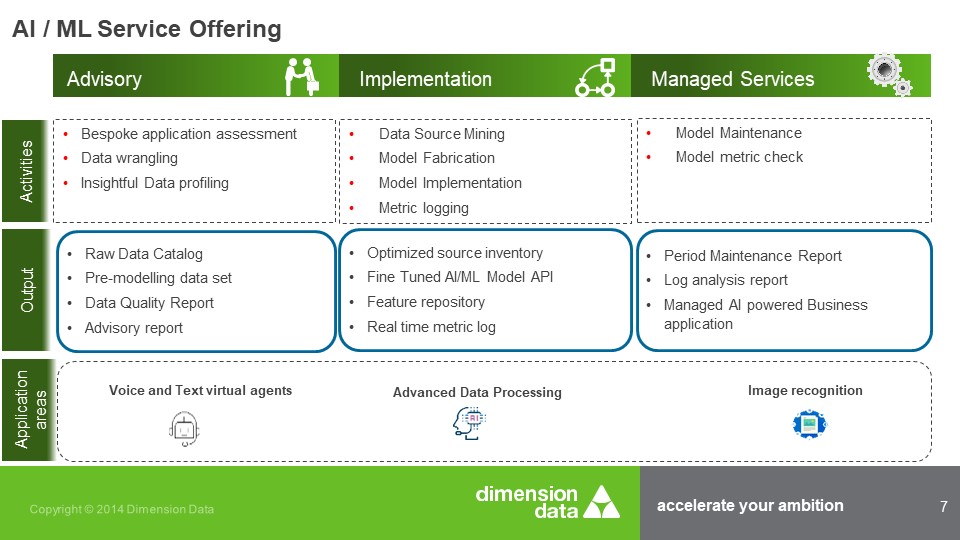 AI / ML Service Offering
Advisory
Implementation
Managed Services
Activities
• Bespoke application assessment
• Data wrangling
• Insightful Data profiling
• Data Source Mining
• Model Fabrication
• Model Implementation
• Metric logging
• Model Maintenance
• Model metric check
Output
• Raw Data Catalog
• Pre-modelling data set
• Data Quality Report
• Advisory report
• Optimized source inventory
• Fine Tuned AI/ML Model API
• Feature repository
• Real time metric log
• Period Maintenance Report
• Log analysis report
• Managed AI powered Business
application
Application
areas
Voice and Text virtual agents
Advanced Data Processing
AI
Image recognition
Copyright © 2014 Dimension Data
dimension
data
accelerate your ambition
7